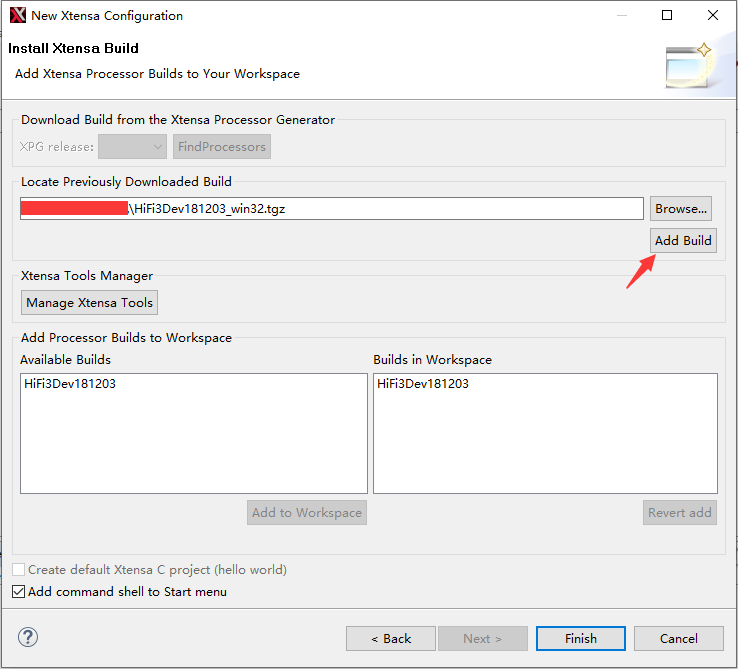 New Xtensa Configuration
Install Xtensa Build
Add Xtensa Processor Builds to Your Workspace
Download Build from the Xtensa Processor Generator
XPG release:
FindProcessors
Locate Previously Downloaded Build
\HiFi3Dev181203_win32.tgz
Browse...
Add Build
Xtensa Tools Manager
Manage Xtensa Tools
Add Processor Builds to Workspace
Available Builds
Builds in Workspace
HiFi3Dev181203
HiFi3Dev181203
Add to Workspace
Revert add
Create default Xtensa C project (hello world)
Add command shell to Start menu
?
< Back
Next >
Finish
Cancel